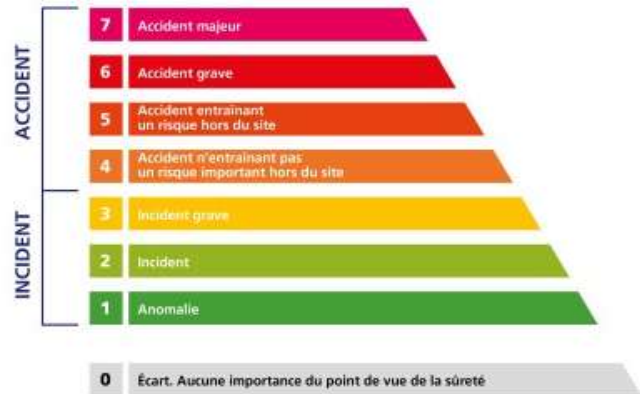 ACCIDENT
7 Accident majeur
6 Accident grave
5 Accident entraînant
un risque hors du site
4 Accident n'entraînant pas
un risque important hors du site
INCIDENT
3 Incident grave
2 Incident
1 Anomalie
0 Écart. Aucune importance du point de vue de la sûreté